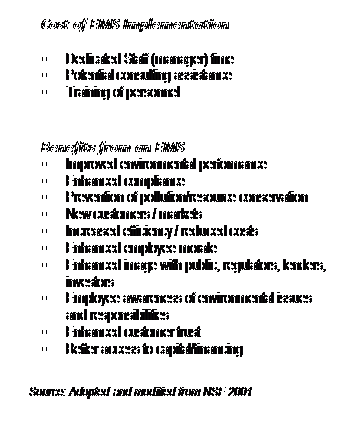 Costs of EMS Implementation
Dedicated Staff (manager) time
Potential consulting assistance
Training of personnel
Benefits from an EMS
Improved environmental performance
Enhanced compliance
Prevention of pollution/resource conservation
New customers / markets
Increased efficiency / reduced costs
Enhanced employee morale
Enhanced image with public, regulators, lenders,
investors
Employee awareness of environmental issues
and responsibilities
Enhanced customer trust
Better access to capital/financing
Source: Adapted and modified from NSF 2001